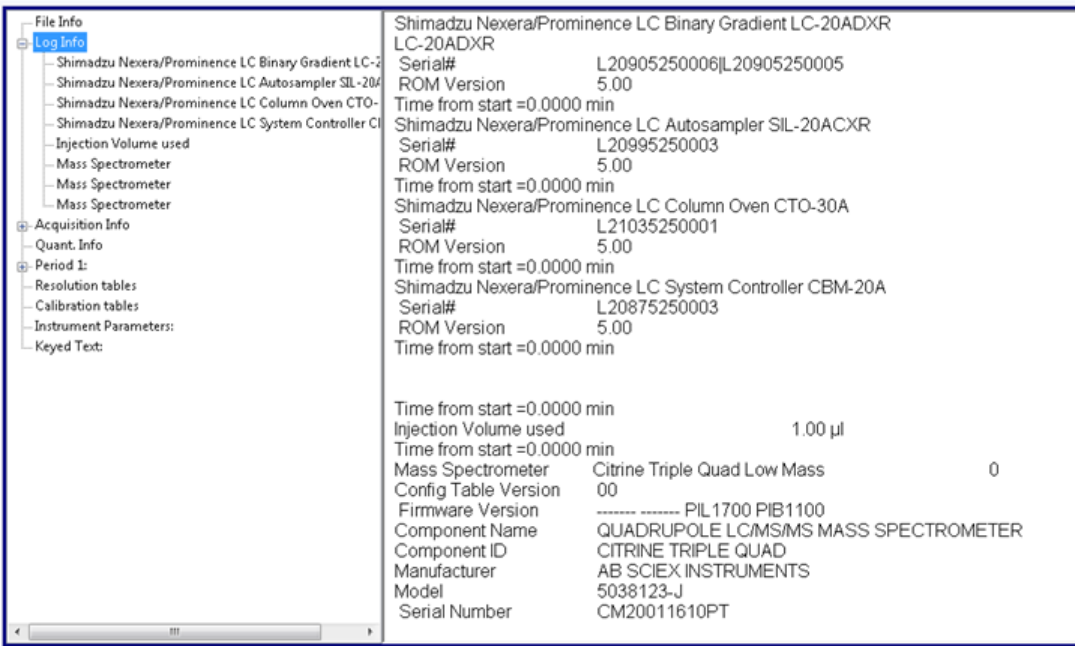 File Info
Log Info
Shimadzu Nexera/Prominence LC Binary Gradient LC-2
Shimadzu Nexera/Prominence LC Autosampler SIL-20A
Shimadzu Nexera/Prominence LC Column Oven CTO-
Shimadzu Nexera/Prominence LC System Controller CI
Injection Volume used
Mass Spectrometer
Mass Spectrometer
Mass Spectrometer
Acquisition Info
Quant. Info
Period 1:
Resolution tables
Calibration tables
Instrument Parameters:
Keyed Text:
Shimadzu Nexera/Prominence LC Binary Gradient LC-20ADXR
LC-20ADXR
Serial# L20905250006|L20905250005
ROM Version 5.00
Time from start =0.0000 min
Shimadzu Nexera/Prominence LC Autosampler SIL-20ACXR
Serial# L20995250003
ROM Version 5.00
Time from start =0.0000 min
Shimadzu Nexera/Prominence LC Column Oven CTO-30A
Serial# L21035250001
ROM Version 5.00
Time from start =0.0000 min
Shimadzu Nexera/Prominence LC System Controller CBM-20A
Serial# L20875250003
ROM Version 5.00
Time from start =0.0000 min
Time from start =0.0000 min
Injection Volume used 1.00 µl
Time from start =0.0000 min
Mass Spectrometer Citrine Triple Quad Low Mass 0
Config Table Version 00
Firmware Version ------- ------- PIL1700 PIB1100
Component Name QUADRUPOLE LC/MS/MS MASS SPECTROMETER
Component ID CITRINE TRIPLE QUAD
Manufacturer AB SCIEX INSTRUMENTS
Model 5038123-J
Serial Number CM20011610PT